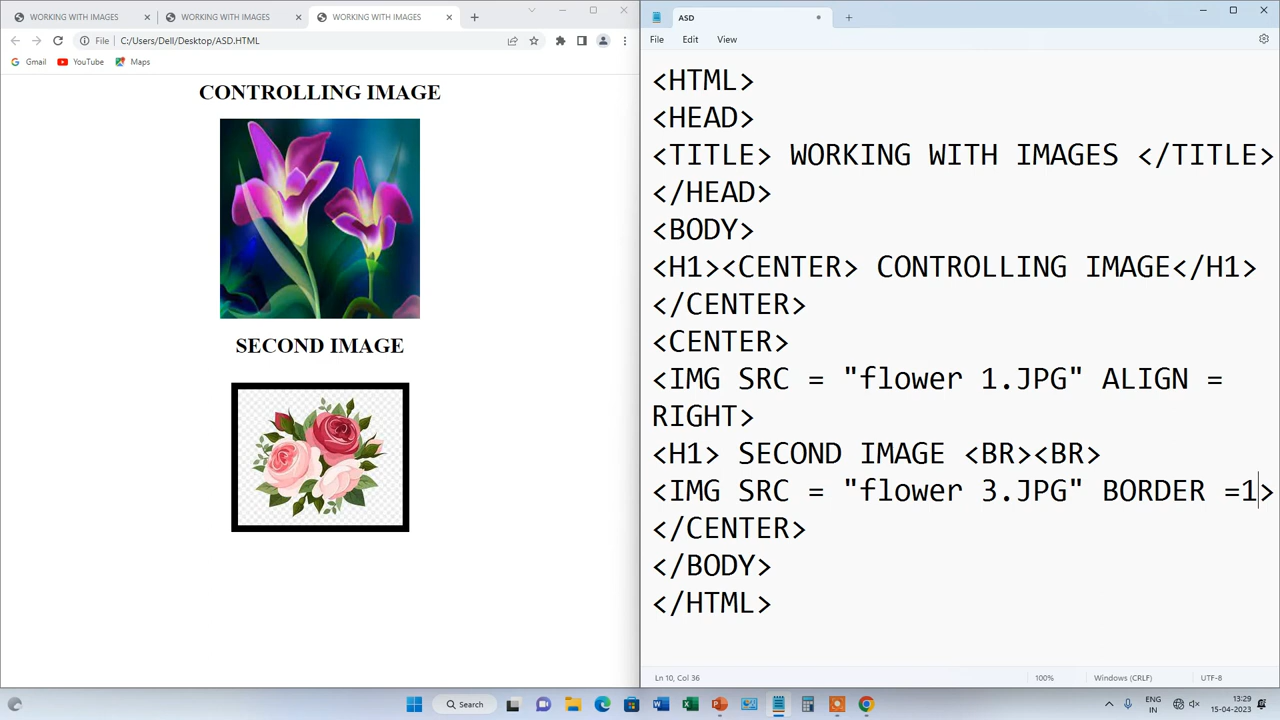 WORKING WITH IMAGES
WORKING WITH IMAGES
WORKING WITH IMAGES
File
C:/Users/Dell/Desktop/ASD.HTML
Gmail
YouTube
Maps
CONTROLLING IMAGE
SECOND IMAGE
ASD
File
Edit
View
<HTML>
<HEAD>
<TITLE> WORKING WITH IMAGES </TITLE>
</HEAD>
<BODY>
<H1><CENTER> CONTROLLING IMAGE</H1>
</CENTER>
<CENTER>
<IMG SRC = "flower 1.JPG" ALIGN =
RIGHT>
<H1> SECOND IMAGE <BR><BR>
<IMG SRC = "flower 3.JPG" BORDER =1>
</CENTER>
</BODY>
</HTML>
Ln 10, Col 36
100%
Windows (CRLF)
UTF-8
Search
ENG
IN
13:29
15-04-2023